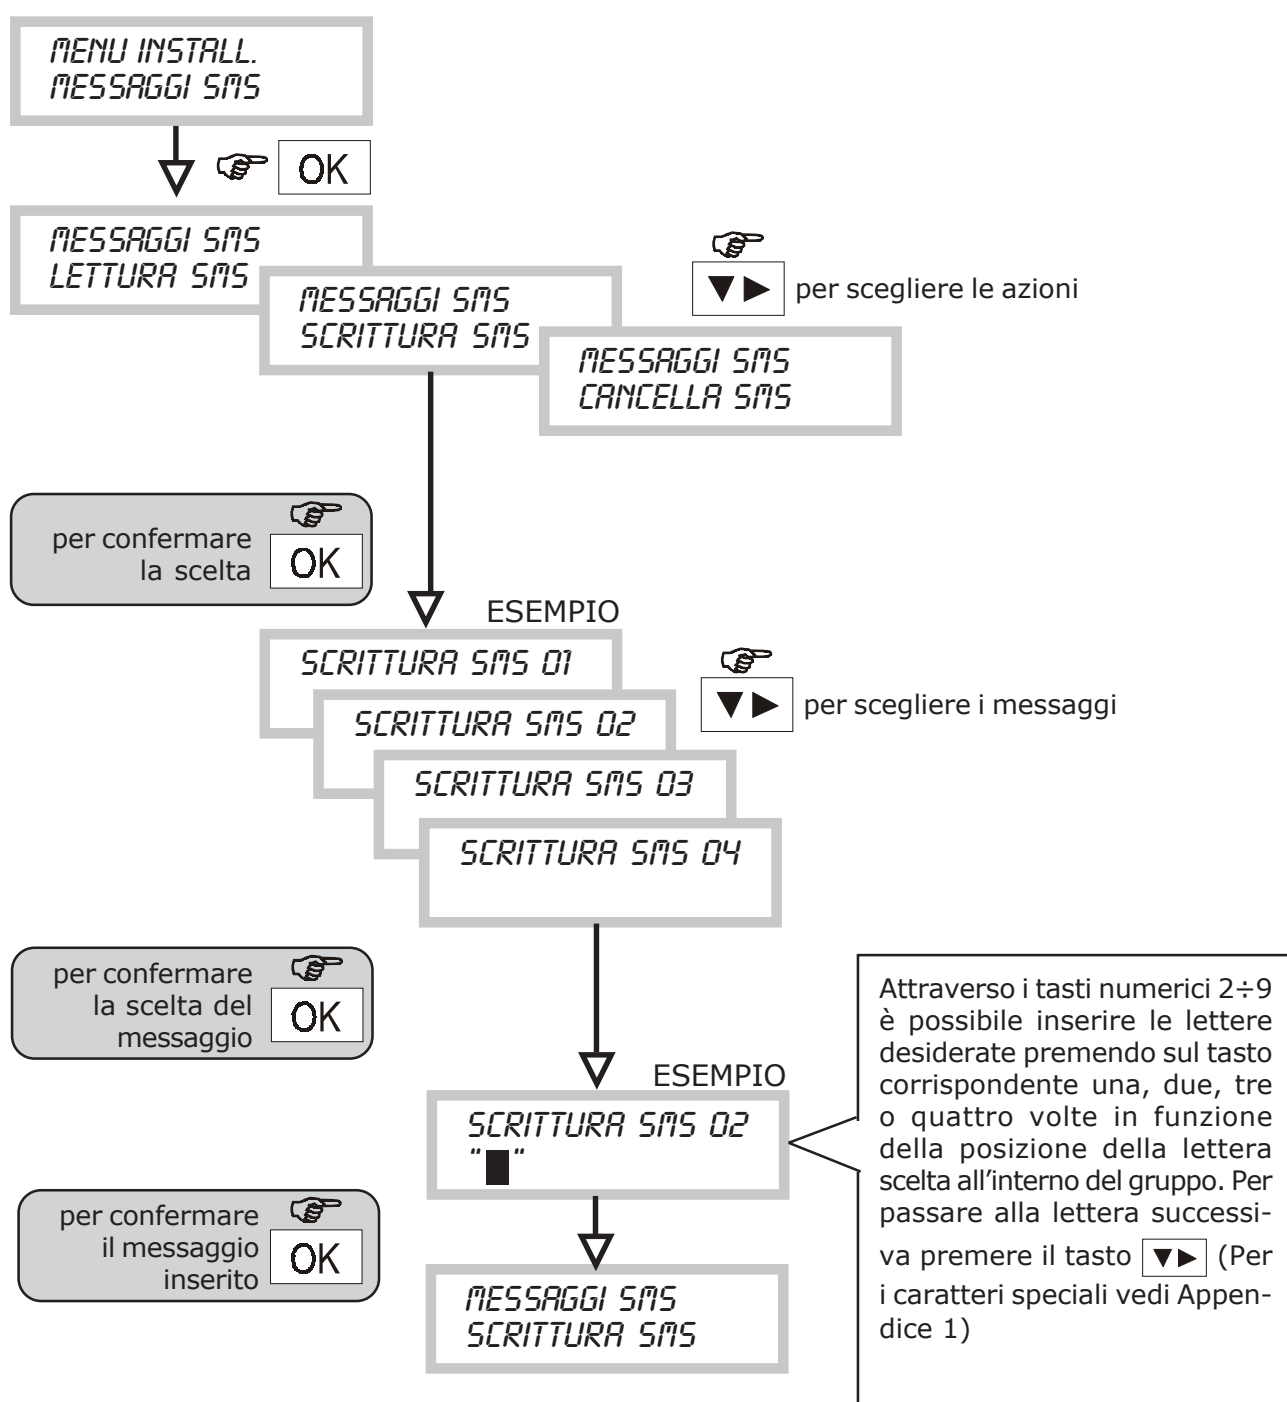 MENU INSTALL.
MESSAGGI SMS
OK
MESSAGGI SMS
LETTURA SMS
▼► per scegliere le azioni
MESSAGGI SMS
SCRITTURA SMS
MESSAGGI SMS
CANCELLA SMS
per confermare
la scelta
OK
ESEMPIO
SCRITTURA SMS 01
▼► per scegliere i messaggi
SCRITTURA SMS 02
SCRITTURA SMS 03
SCRITTURA SMS 04
per confermare
la scelta del
messaggio
OK
ESEMPIO
SCRITTURA SMS 02
"█"
Attraverso i tasti numerici 2÷9
è possibile inserire le lettere
desiderate premendo sul tasto
corrispondente una, due, tre
o quattro volte in funzione
della posizione della lettera
scelta all'interno del gruppo. Per
passare alla lettera successi-
va premere il tasto ▼► (Per
i caratteri speciali vedi Appen-
dice 1)
per confermare
il messaggio
inserito
OK
MESSAGGI SMS
SCRITTURA SMS